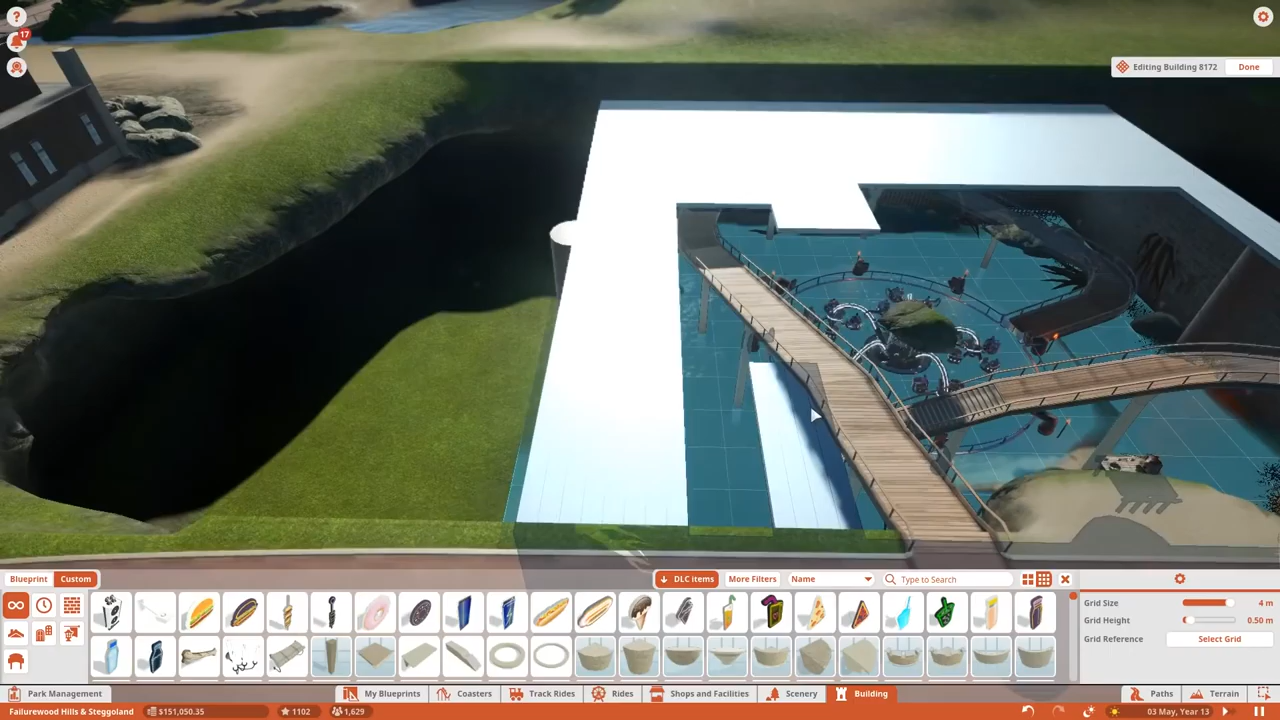 17
Editing Building 8172 Done
Blueprint Custom DLC items More Filters Name Type to Search
Grid Size 4 m
Grid Height 0.50 m
Grid Reference Select Grid
Park Management My Blueprints Coasters Track Rides Rides Shops and Facilities Scenery Building Paths Terrain
Failurewood Hills & Steggoland $151,050.35 1102 1,629 03 May, Year 13